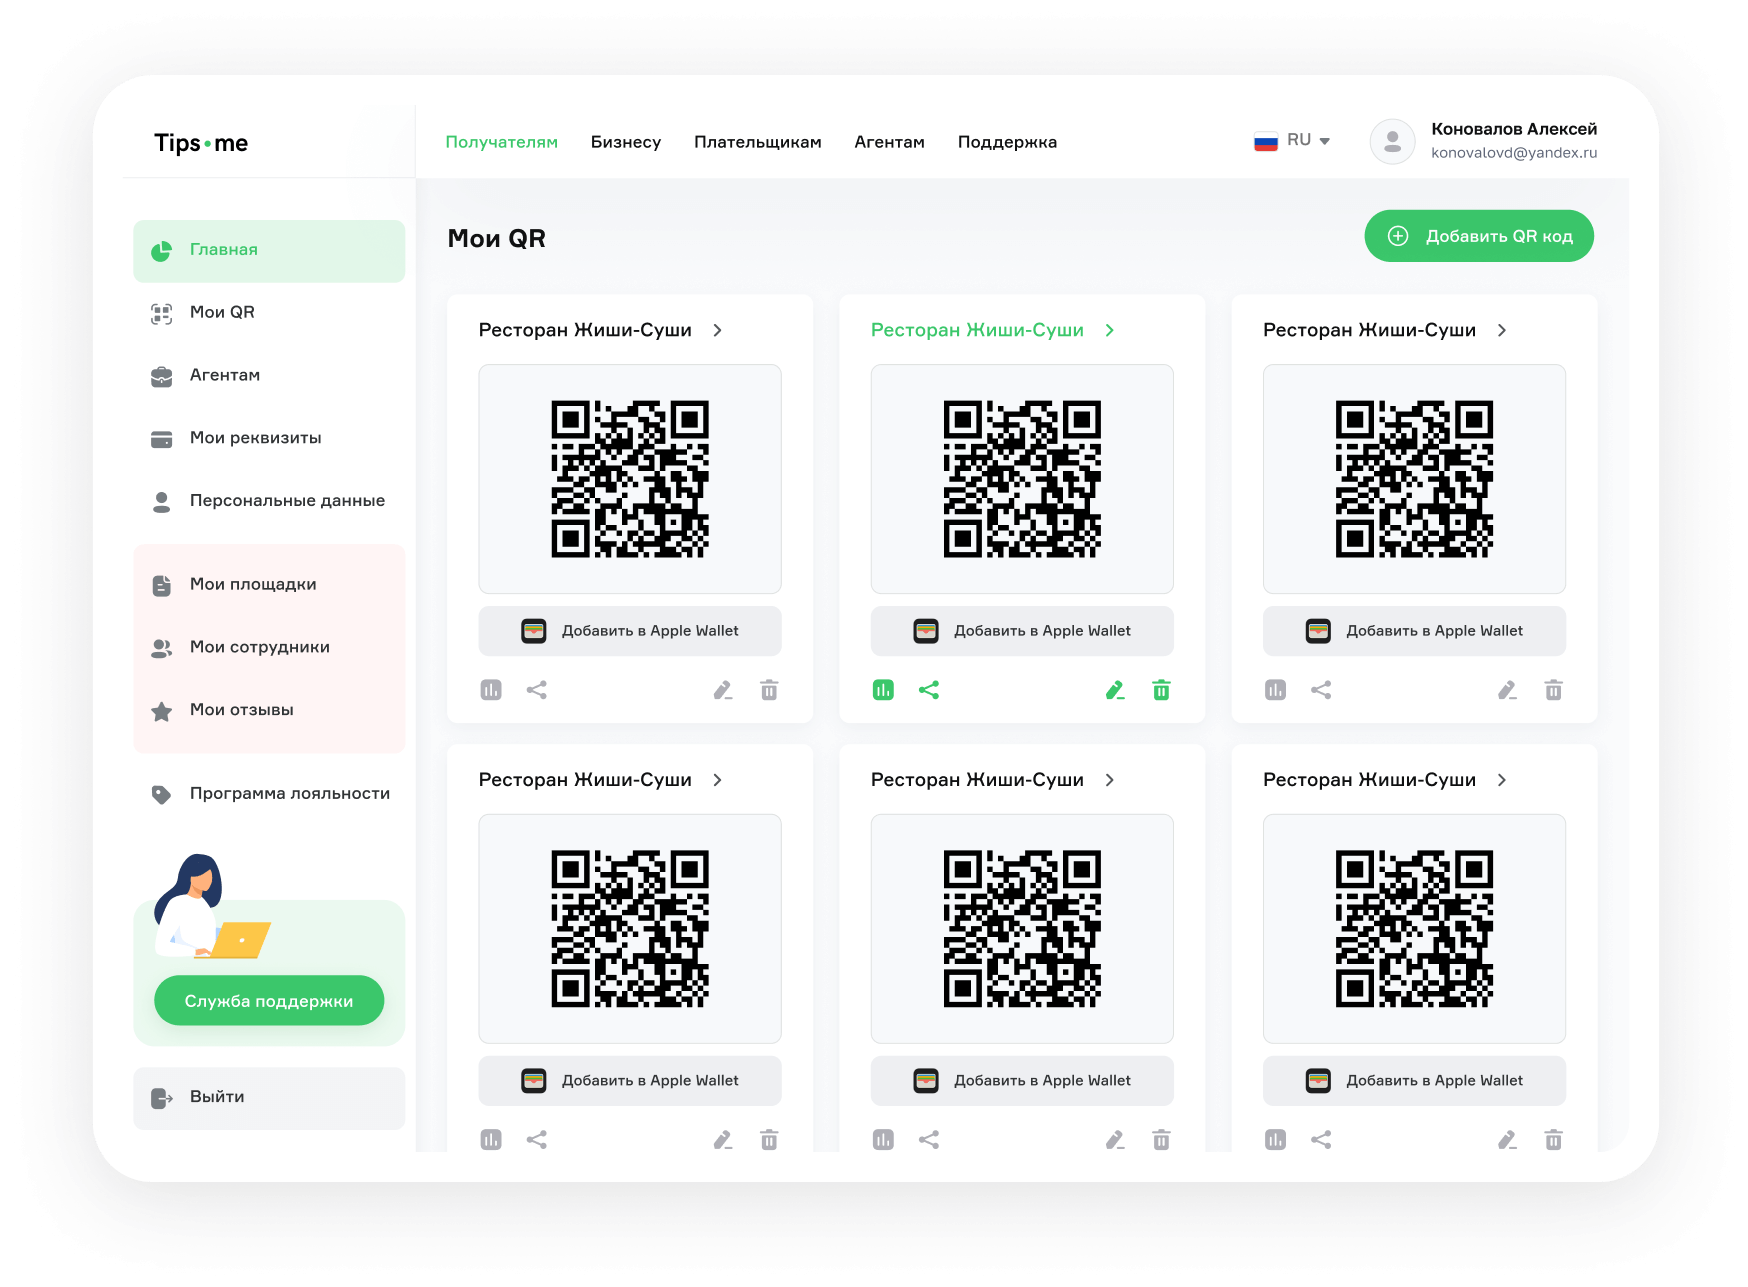 Tips•me
Получателям
Бизнесу
Плательщикам
Агентам
Поддержка
RU
Коновалов Алексей
konovalovd@yandex.ru
Главная
Мои QR
Агентам
Мои реквизиты
Персональные данные
Мои площадки
Мои сотрудники
Мои отзывы
Программа лояльности
Служба поддержки
Выйти
Мои QR
Добавить QR код
Ресторан Жиши-Суши
Добавить в Apple Wallet
Ресторан Жиши-Суши
Добавить в Apple Wallet
Ресторан Жиши-Суши
Добавить в Apple Wallet
Ресторан Жиши-Суши
Добавить в Apple Wallet
Ресторан Жиши-Суши
Добавить в Apple Wallet
Ресторан Жиши-Суши
Добавить в Apple Wallet